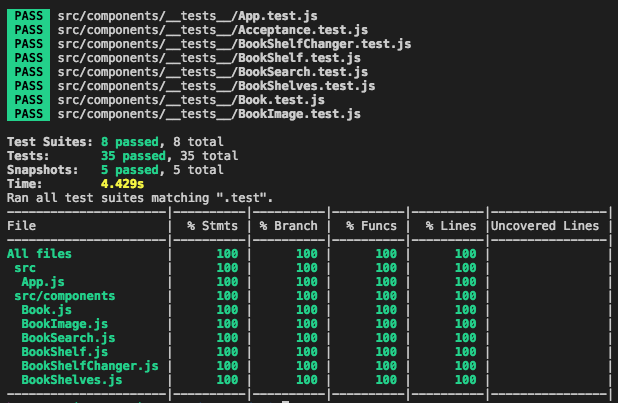 PASS src/components/__tests__/App.test.js
PASS src/components/__tests__/Acceptance.test.js
PASS src/components/__tests__/BookShelfChanger.test.js
PASS src/components/__tests__/BookShelf.test.js
PASS src/components/__tests__/BookSearch.test.js
PASS src/components/__tests__/BookShelves.test.js
PASS src/components/__tests__/Book.test.js
PASS src/components/__tests__/BookImage.test.js
Test Suites: 8 passed, 8 total
Tests:       35 passed, 35 total
Snapshots:   5 passed, 5 total
Time:        4.429s
Ran all test suites matching ".test".
----------------------|----------|----------|----------|----------|----------------|
File                  |  % Stmts | % Branch |  % Funcs |  % Lines |Uncovered Lines |
----------------------|----------|----------|----------|----------|----------------|
All files             |      100 |      100 |      100 |      100 |                |
 src                  |      100 |      100 |      100 |      100 |                |
  App.js              |      100 |      100 |      100 |      100 |                |
 src/components       |      100 |      100 |      100 |      100 |                |
  Book.js             |      100 |      100 |      100 |      100 |                |
  BookImage.js        |      100 |      100 |      100 |      100 |                |
  BookSearch.js       |      100 |      100 |      100 |      100 |                |
  BookShelf.js        |      100 |      100 |      100 |      100 |                |
  BookShelfChanger.js |      100 |      100 |      100 |      100 |                |
  BookShelves.js      |      100 |      100 |      100 |      100 |                |
----------------------|----------|----------|----------|----------|----------------|